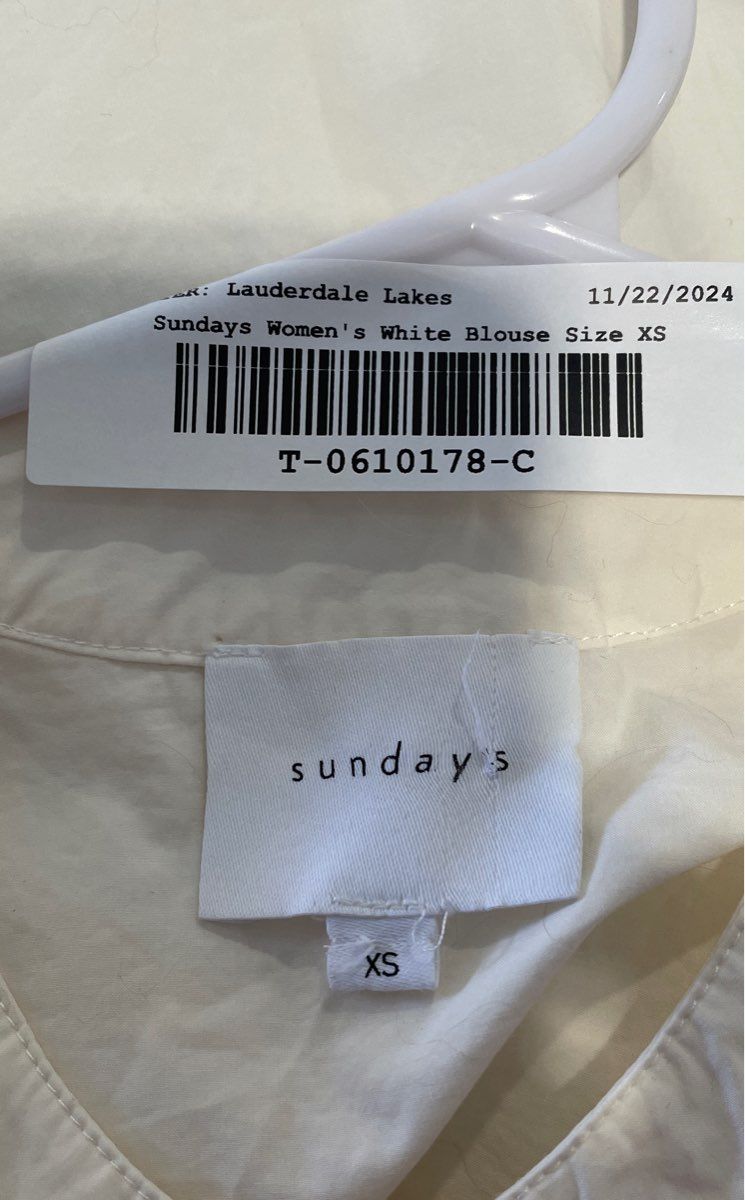 Lauderdale Lakes 11/22/2024
Sundays Women's White Blouse Size XS
T-0610178-C
sundays
XS